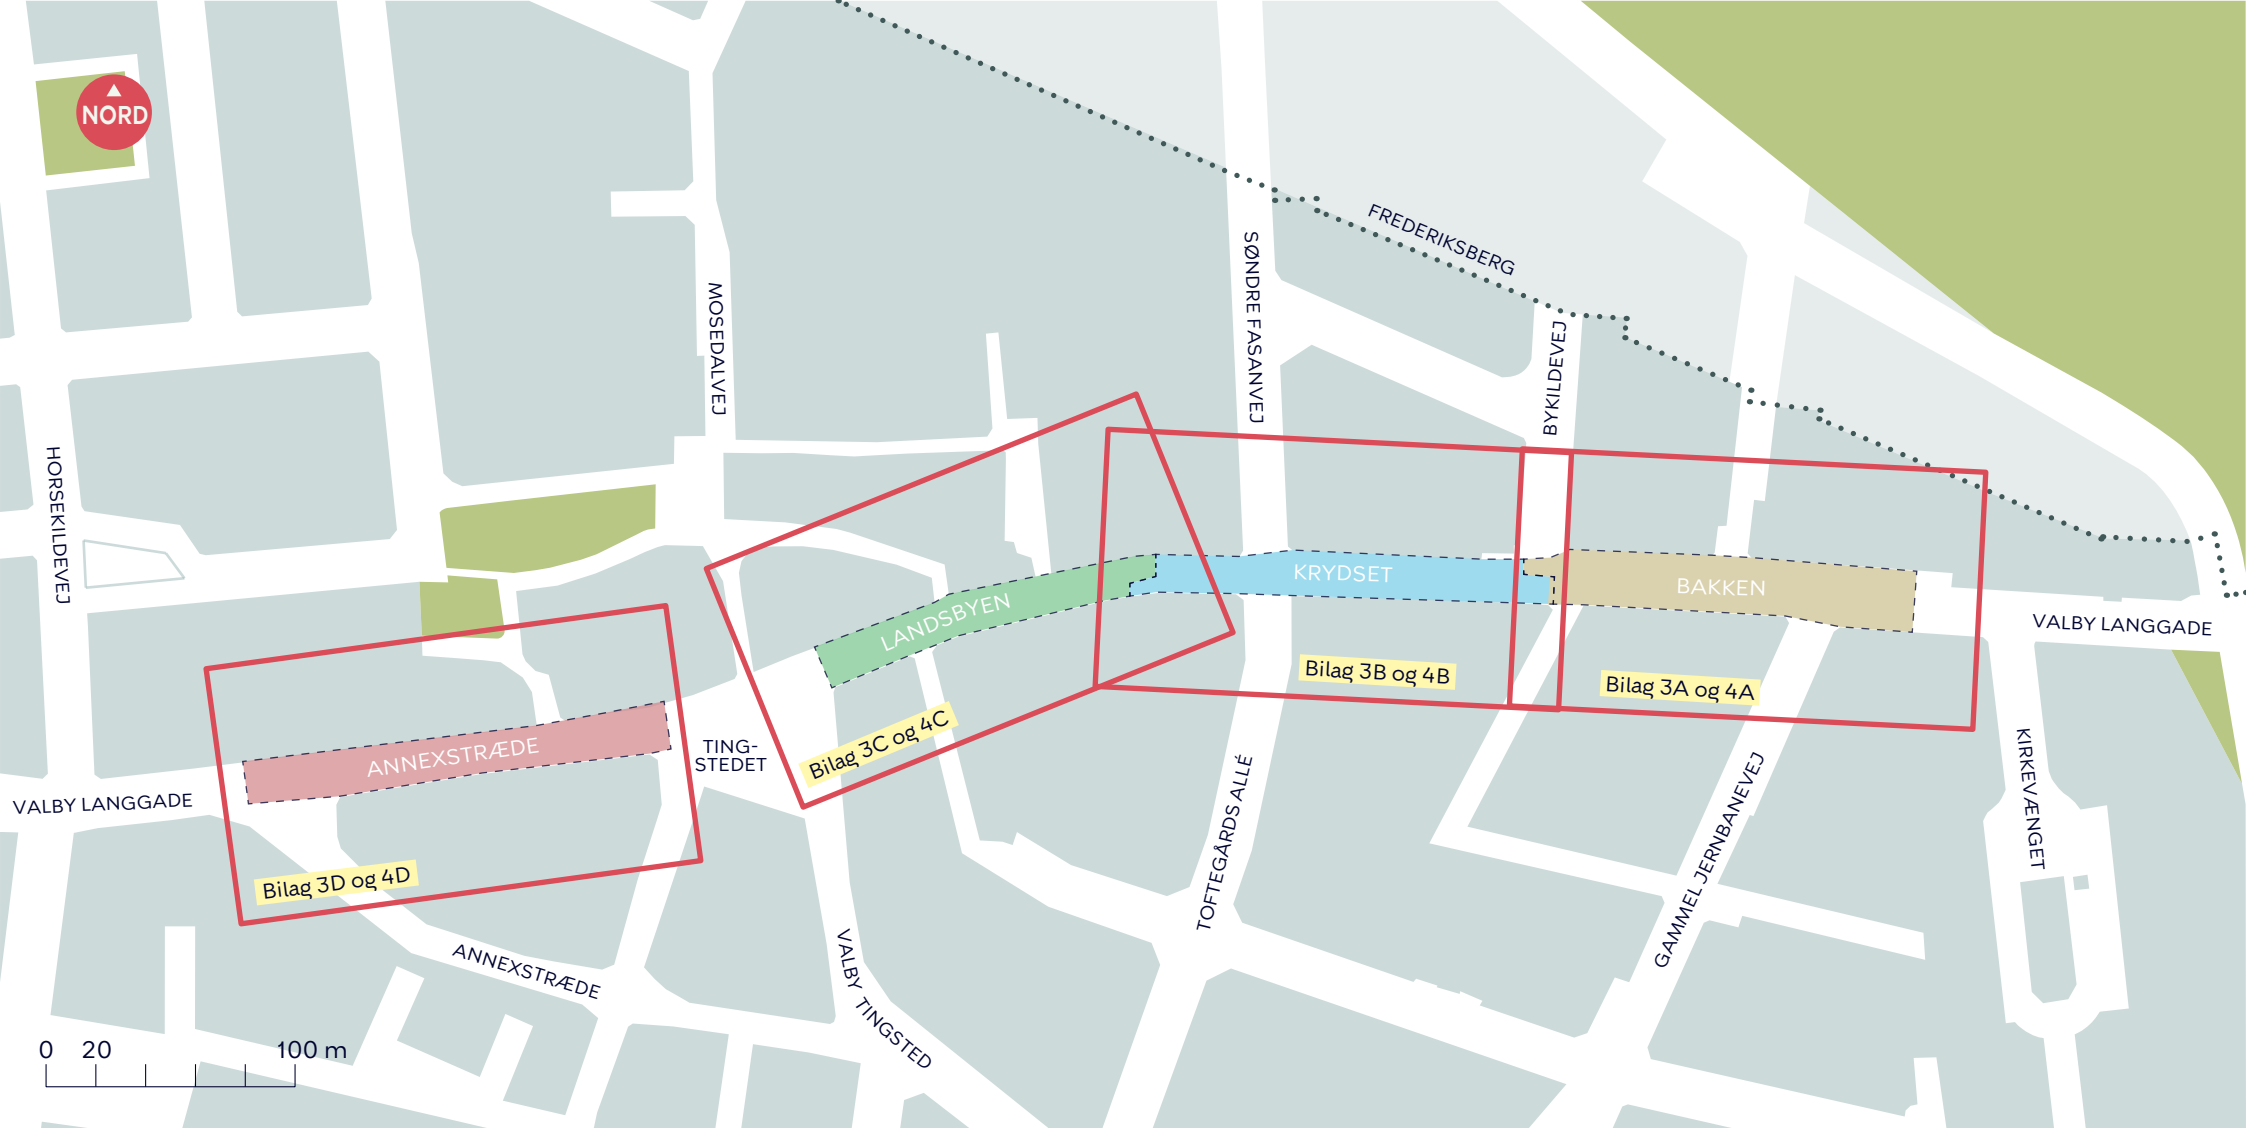 NORD
FREDERIKSBERG
SØNDRE FASANVEJ
MOSEDALVEJ
BYKILDEVEJ
HORSEKILDEVEJ
KRYDSET
BAKKEN
LANDSBYEN
VALBY LANGGADE
Bilag 3B og 4B
Bilag 3A og 4A
ANNEXSTRÆDE
Bilag 3C og 4C
TING-
STEDET
VALBY LANGGADE
KIRKEVÆNGET
TOFTEGÅRDS ALLÉ
GAMMEL JERNBANEVEJ
Bilag 3D og 4D
ANNEXSTRÆDE
VALBY TINGSTED
0 20 100 m